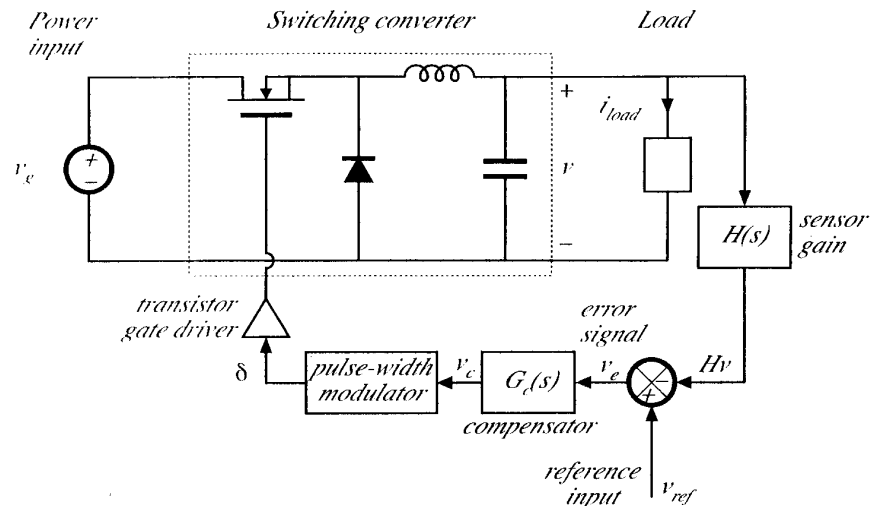 Power
input
Switching converter
Load
+
i_load
v_g
+
−
v
−
H(s)
sensor
gain
transistor
gate driver
error
signal
δ
pulse-width
modulator
v_c
G_c(s)
v_e
−
+
Hv
compensator
reference
input
v_ref